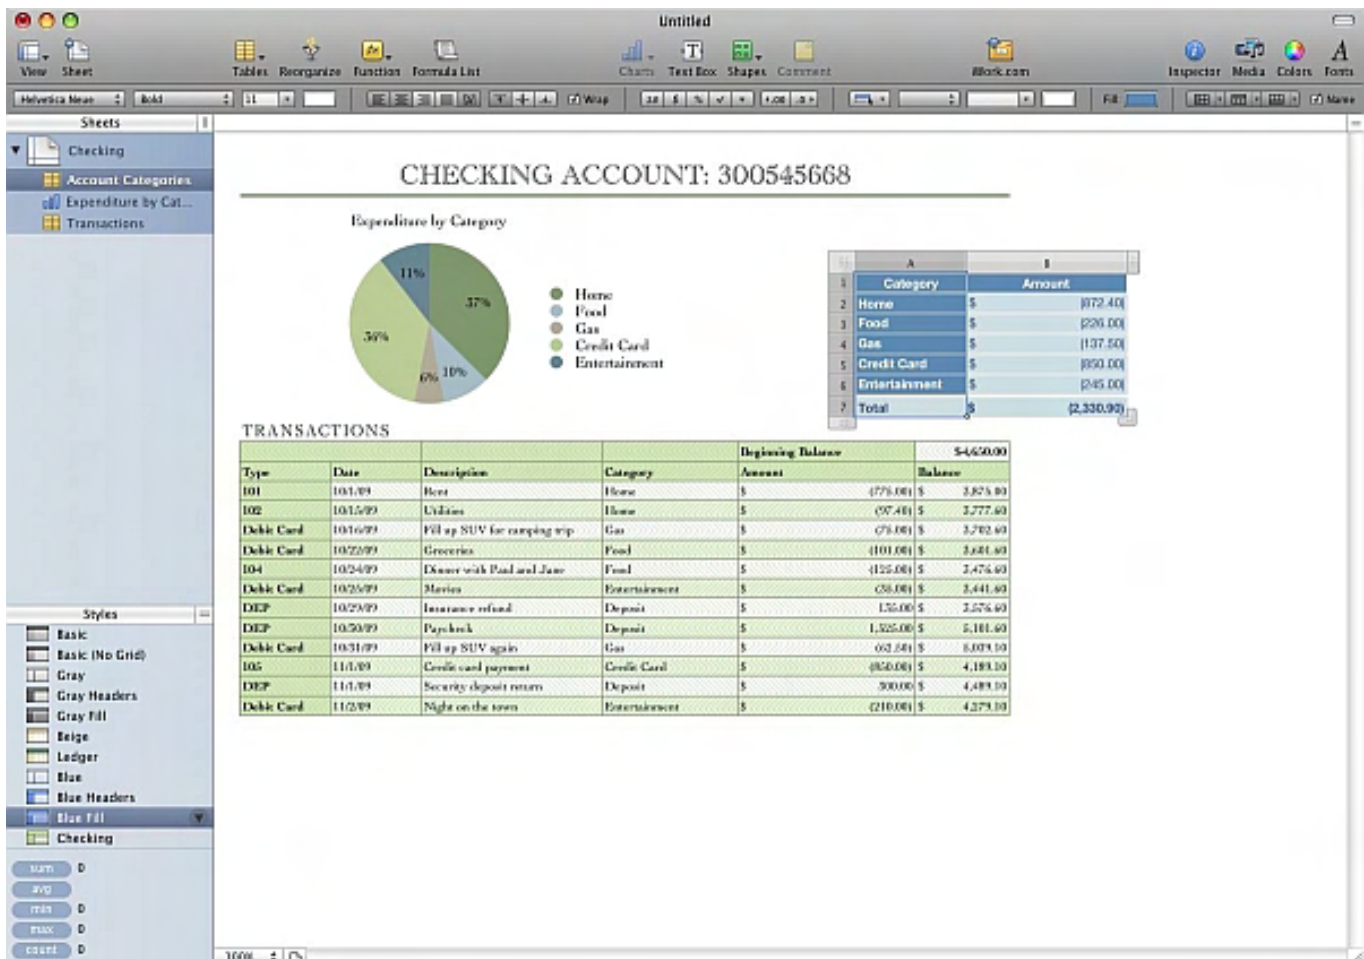 Untitled
View Sheet Tables Reorganize Function Formula List Charts Text Box Shapes Comment iWork.com Inspector Media Colors Fonts
Helvetica Neue Bold 11 Wrap Fill Name
Sheets
Checking
Account Categories
Expenditure by Cat...
Transactions
CHECKING ACCOUNT: 300545668
Expenditure by Category
11%
37%
36%
6%
10%
Home
Food
Gas
Credit Card
Entertainment
A B
1 Category Amount
2 Home $ (872.40)
3 Food $ (226.00)
4 Gas $ (137.50)
5 Credit Card $ (850.00)
6 Entertainment $ (245.00)
7 Total $ (2,330.90)
TRANSACTIONS
Beginning Balance $4,650.00
Type Date Description Category Amount Balance
101 10/1/09 Rent Home $ (775.00) $ 3,875.00
102 10/15/09 Utilities Home $ (97.40) $ 3,777.60
Debit Card 10/16/09 Fill up SUV for camping trip Gas $ (75.00) $ 3,702.60
Debit Card 10/22/09 Groceries Food $ (101.00) $ 3,601.60
104 10/24/09 Dinner with Paul and Jane Food $ (125.00) $ 3,476.60
Debit Card 10/25/09 Movies Entertainment $ (35.00) $ 3,441.60
DEP 10/29/09 Insurance refund Deposit $ 135.00 $ 3,576.60
DEP 10/30/09 Paycheck Deposit $ 1,525.00 $ 5,101.60
Debit Card 10/31/09 Fill up SUV again Gas $ (62.50) $ 5,039.10
105 11/1/09 Credit card payment Credit Card $ (850.00) $ 4,189.10
DEP 11/1/09 Security deposit return Deposit $ 300.00 $ 4,489.10
Debit Card 11/2/09 Night on the town Entertainment $ (210.00) $ 4,279.10
Styles
Basic
Basic (No Grid)
Gray
Gray Headers
Gray Fill
Beige
Ledger
Blue
Blue Headers
Blue Fill
Checking
sum 0
avg
min 0
max 0
count 0
100%